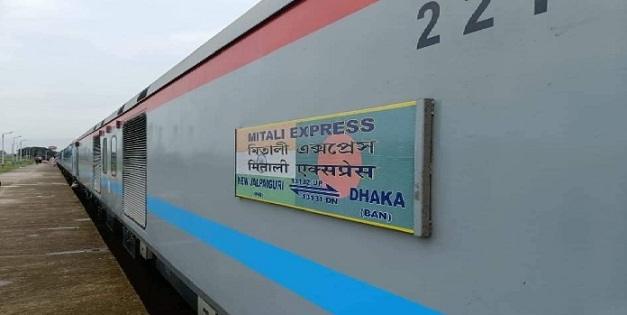 221
MITALI EXPRESS
মিতালী এক্সপ্রেস
मिताली एक्सप्रेस
NEW JALPAIGURI 13132 UP DHAKA
13131 DN (BAN)